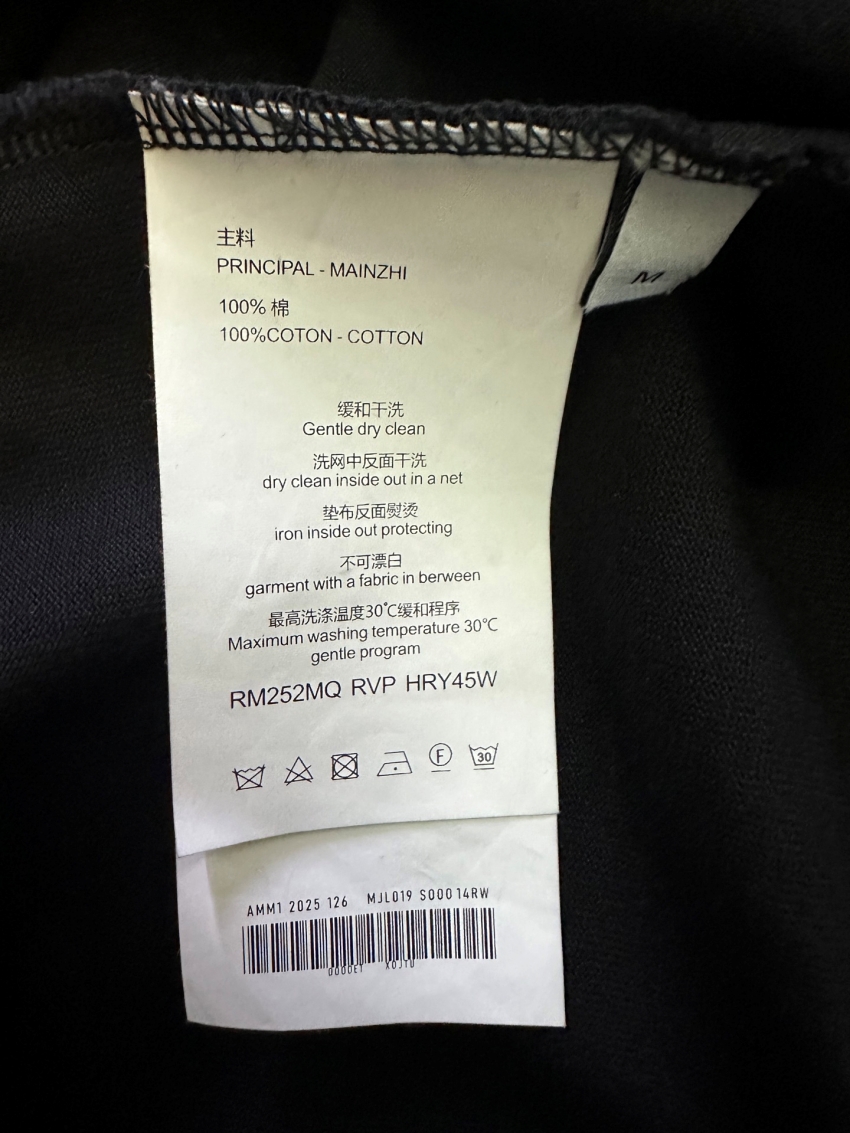 主料
PRINCIPAL - MAINZHI
100% 棉
100%COTON - COTTON
M
缓和干洗
Gentle dry clean
洗网中反面干洗
dry clean inside out in a net
垫布反面熨烫
iron inside out protecting
不可漂白
garment with a fabric in berween
最高洗涤温度30℃缓和程序
Maximum washing temperature 30℃
gentle program
RM252MQ RVP HRY45W
F
30
AMM1 2025 126 MJL019 S00014RW